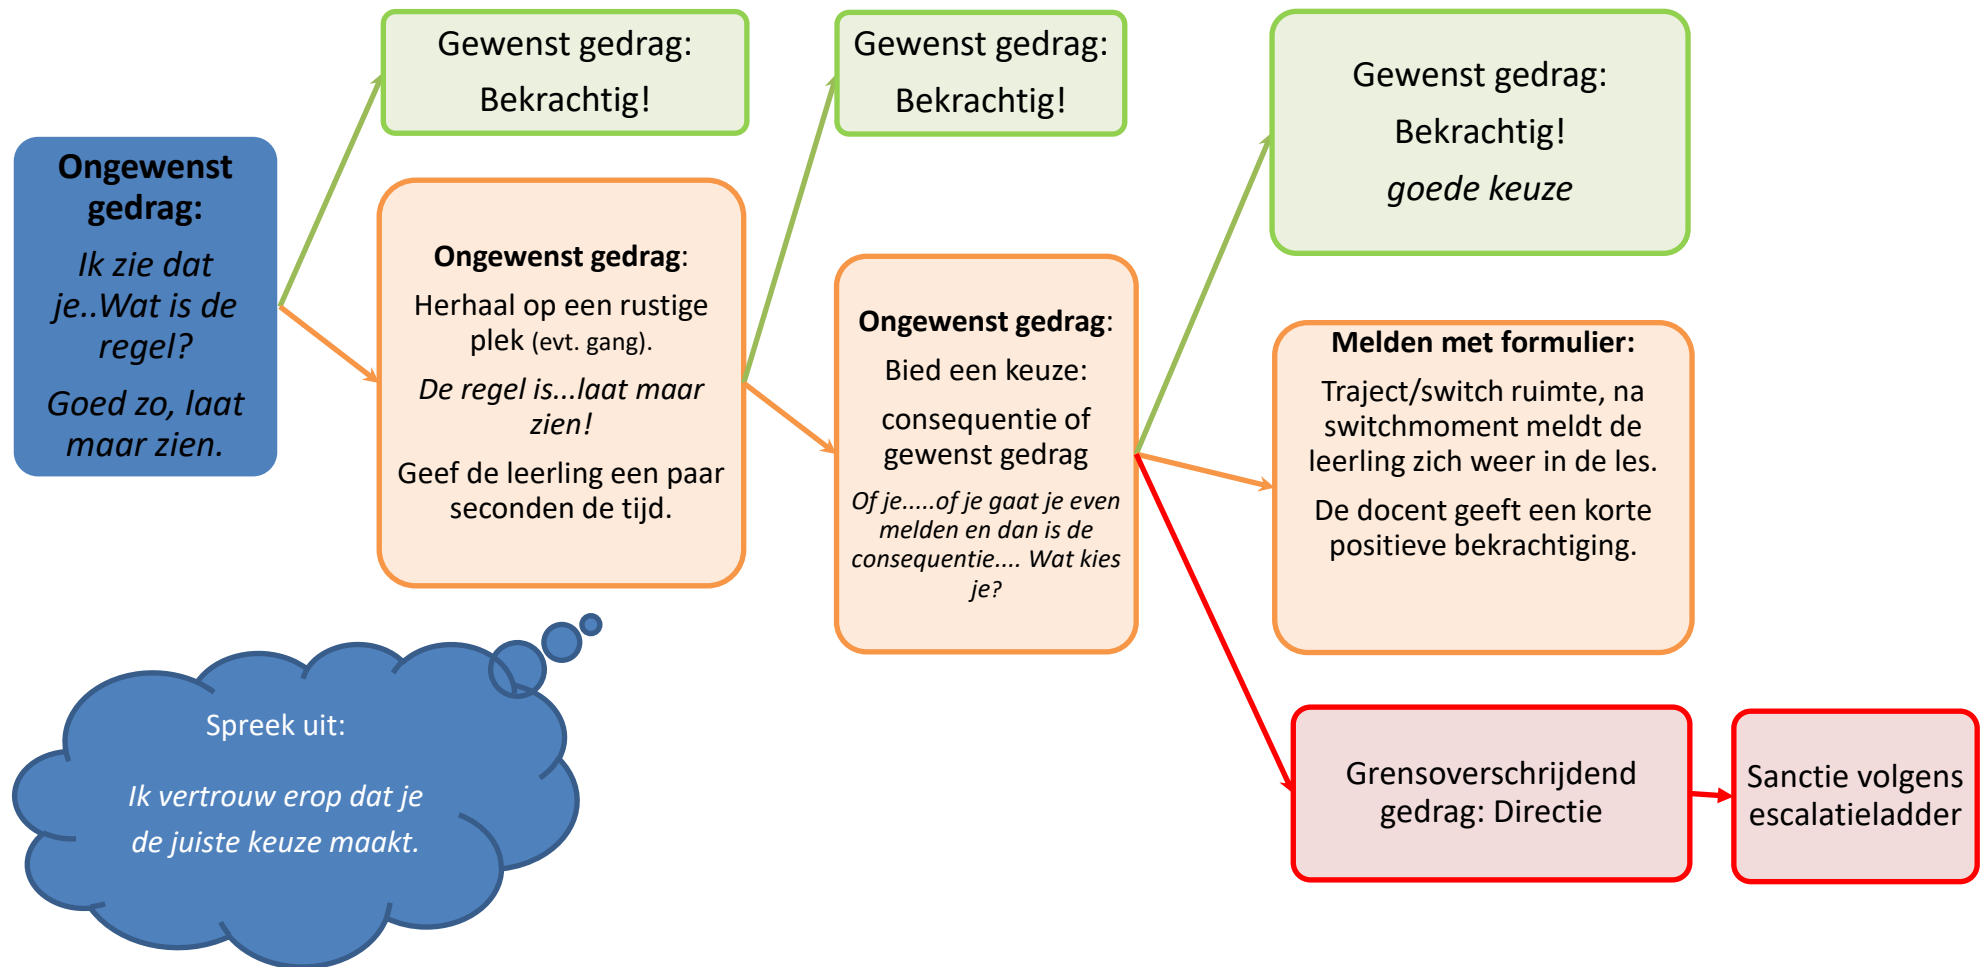 Ongewenst
gedrag:
Ik zie dat
je..Wat is de
regel?
Goed zo, laat
maar zien.
Gewenst gedrag:
Bekrachtig!
Ongewenst gedrag:
Herhaal op een rustige
plek (evt. gang).
De regel is...laat maar
zien!
Geef de leerling een paar
seconden de tijd.
Gewenst gedrag:
Bekrachtig!
Ongewenst gedrag:
Bied een keuze:
consequentie of
gewenst gedrag
Of je.....of je gaat je even
melden en dan is de
consequentie.... Wat kies
je?
Gewenst gedrag:
Bekrachtig!
goede keuze
Melden met formulier:
Traject/switch ruimte, na
switchmoment meldt de
leerling zich weer in de les.
De docent geeft een korte
positieve bekrachtiging.
Grensoverschrijdend
gedrag: Directie
Sanctie volgens
escalatieladder
Spreek uit:
Ik vertrouw erop dat je
de juiste keuze maakt.